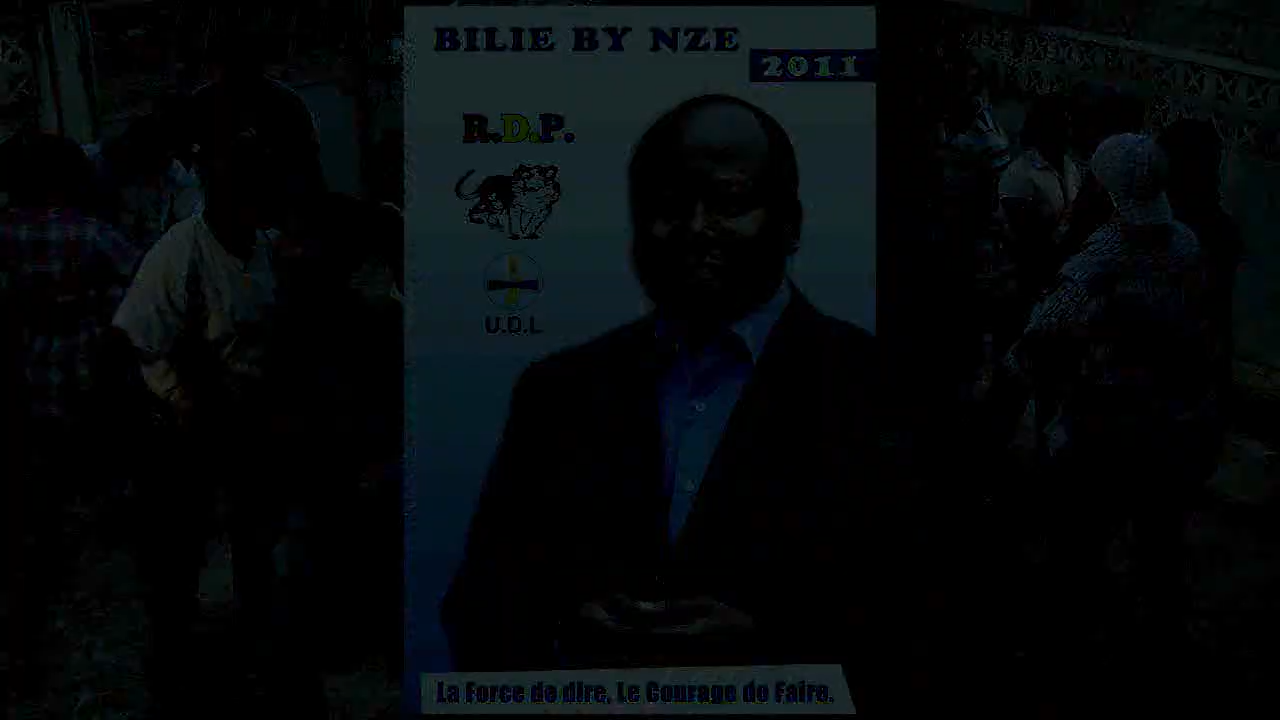 BILIE BY NZE
2011
R.D.P.
U.D.L
La Force de dire, Le Courage de Faire.